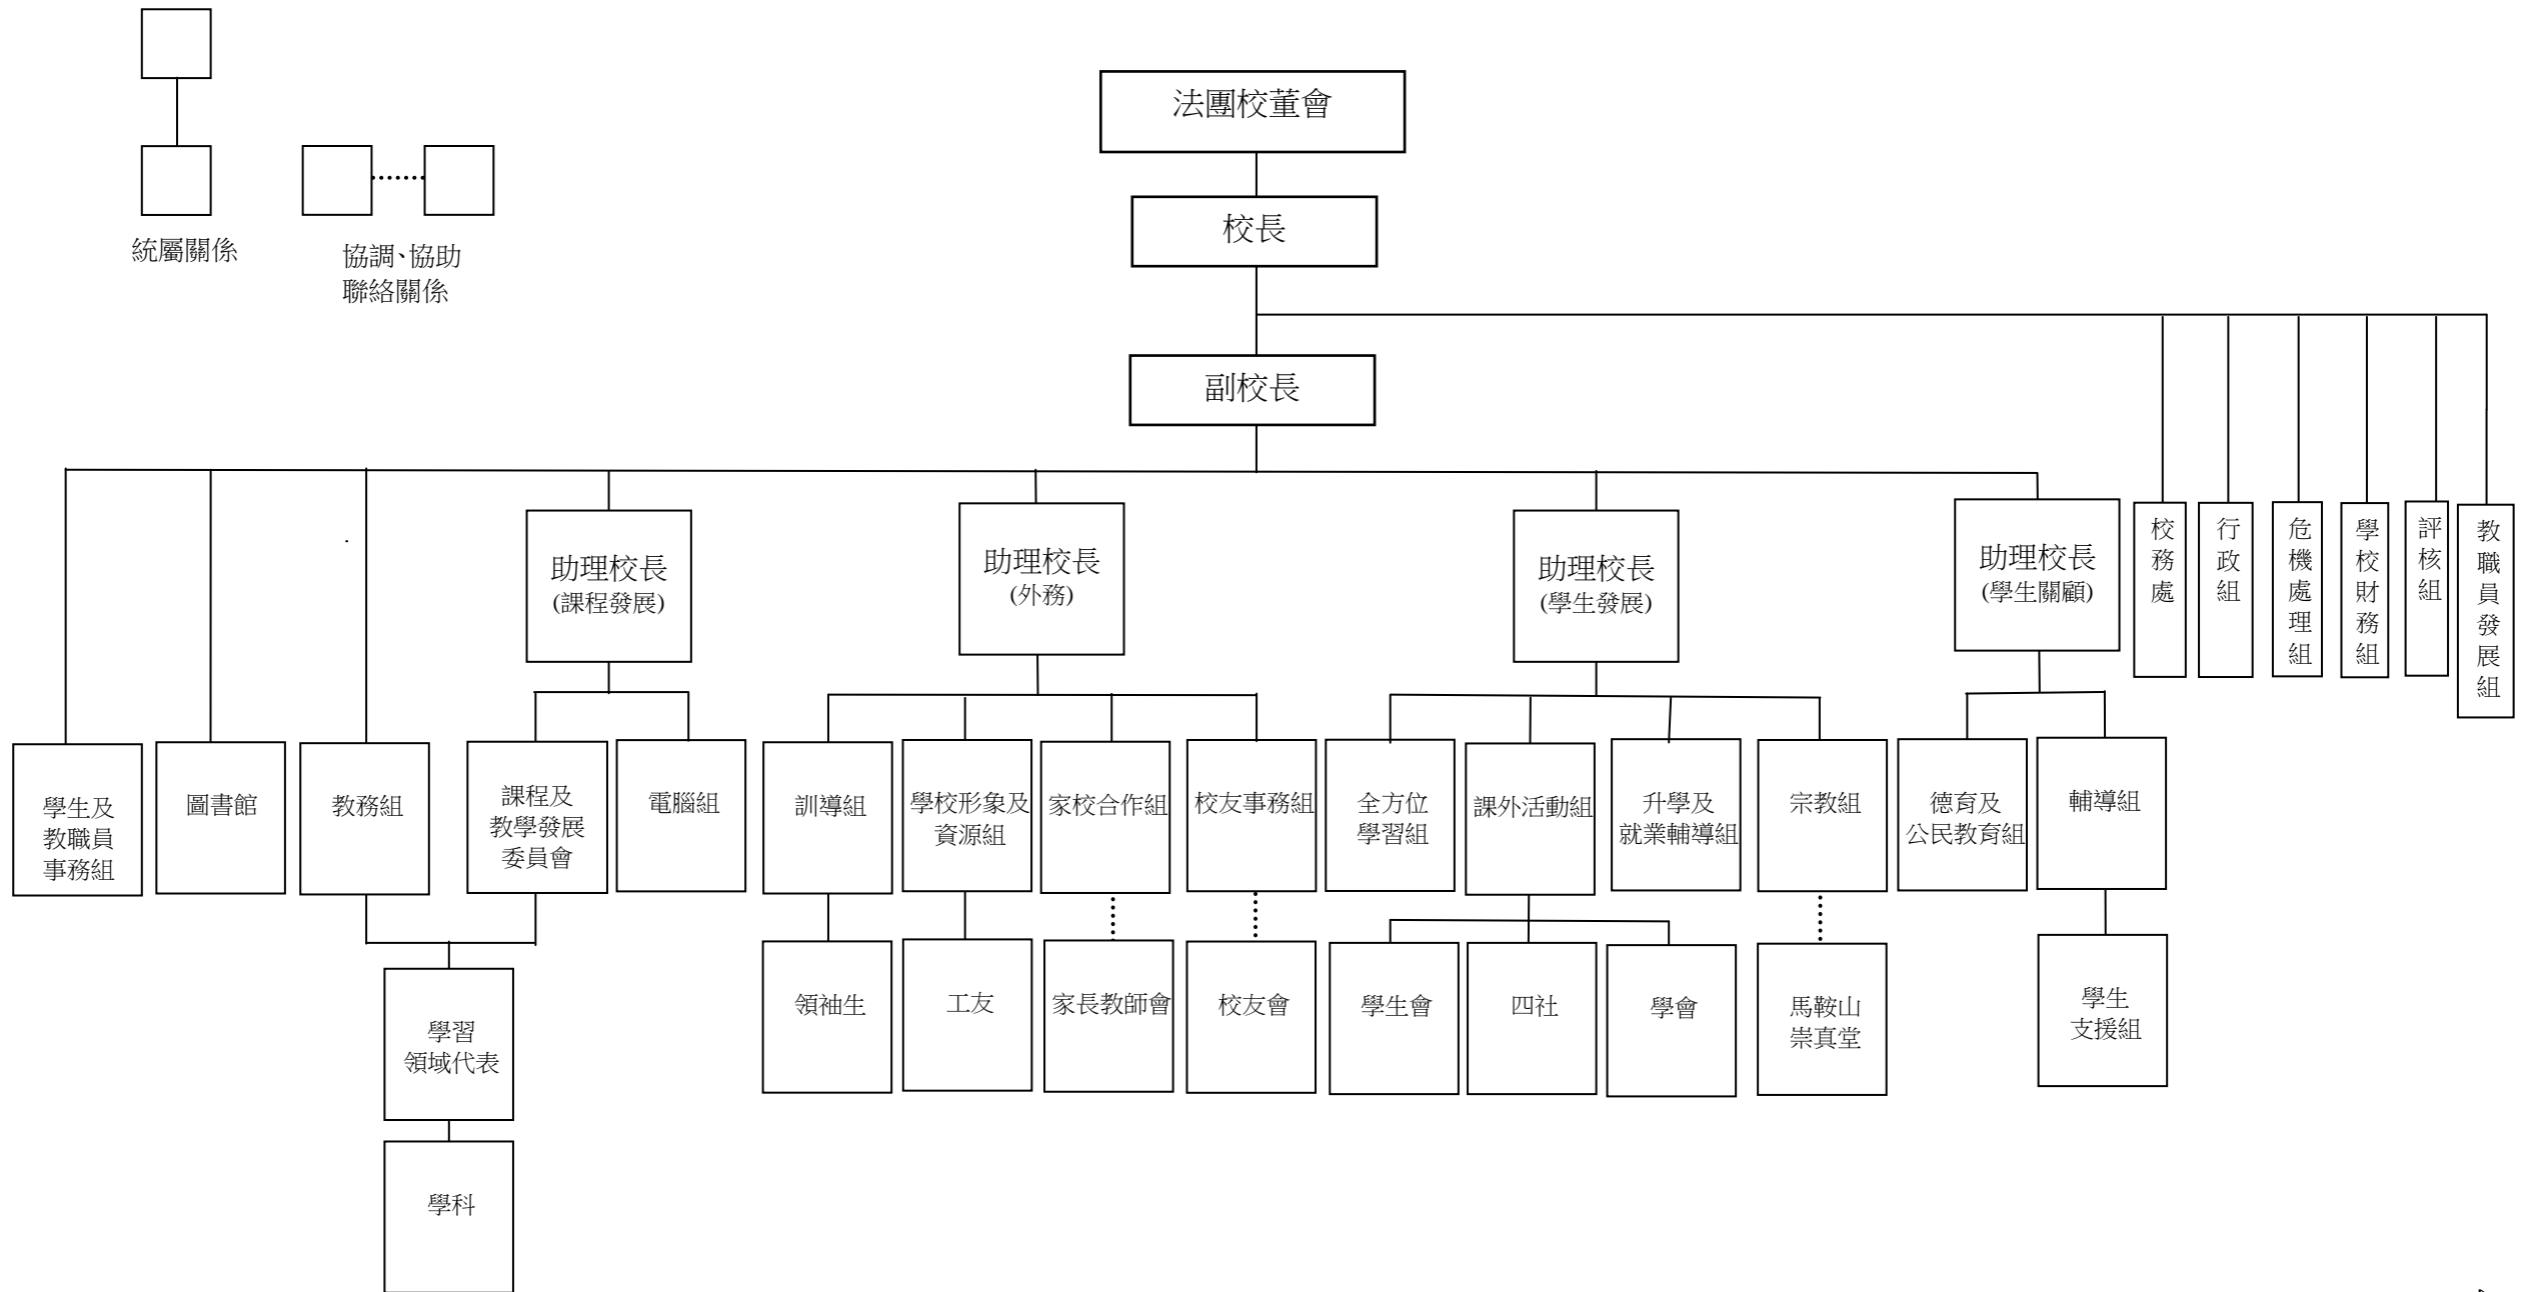 統屬關係
協調、協助
聯絡關係
法團校董會
校長
副校長
助理校長
(課程發展)
助理校長
(外務)
助理校長
(學生發展)
助理校長
(學生關顧)
校務處
行政組
危機處理組
學校財務組
評核組
教職員發展組
學生及
教職員
事務組
圖書館
教務組
課程及
教學發展
委員會
電腦組
訓導組
學校形象及
資源組
家校合作組
校友事務組
全方位
學習組
課外活動組
升學及
就業輔導組
宗教組
德育及
公民教育組
輔導組
學習
領域代表
領袖生
工友
家長教師會
校友會
學生會
四社
學會
馬鞍山
崇真堂
學生
支援組
學科